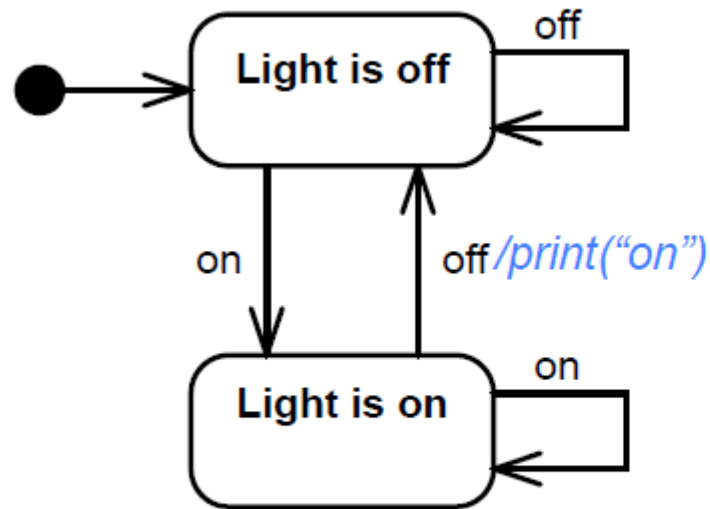 off
Light is off
on
off/print(“on”)
on
Light is on